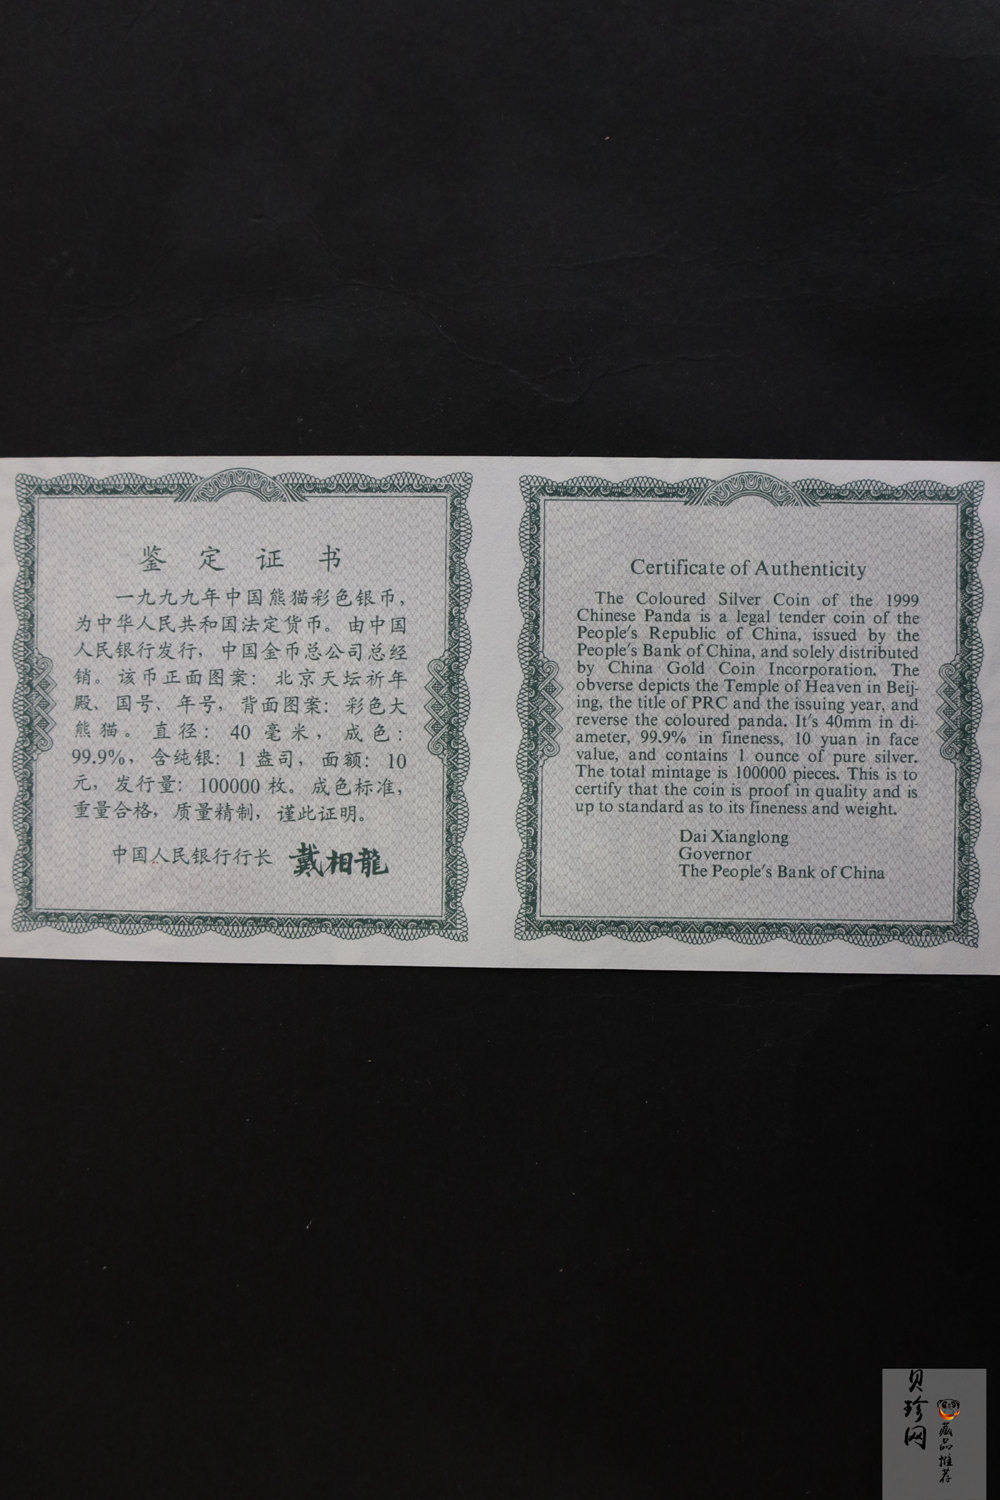 鉴定证书
一九九九年中国熊猫彩色银币，
为中华人民共和国法定货币。由中国
人民银行发行，中国金币总公司总经
销。该币正面图案：北京天坛祈年
殿、国号、年号，背面图案：彩色大
熊猫。直径：40毫米，成色：
99.9%，含纯银：1盎司，面额：10
元，发行量：100000枚。成色标准，
重量合格，质量精制，谨此证明。
中国人民银行行长 戴相龍
Certificate of Authenticity
The Coloured Silver Coin of the 1999
Chinese Panda is a legal tender coin of the
People's Republic of China, issued by the
People's Bank of China, and solely distributed
by China Gold Coin Incorporation. The
obverse depicts the Temple of Heaven in Beij-
ing, the title of PRC and the issuing year, and
reverse the coloured panda. It's 40mm in di-
ameter, 99.9% in fineness, 10 yuan in face
value, and contains 1 ounce of pure silver.
The total mintage is 100000 pieces. This is to
certify that the coin is proof in quality and is
up to standard as to its fineness and weight.
Dai Xianglong
Governor
The People's Bank of China
贝珍网
藏品推荐